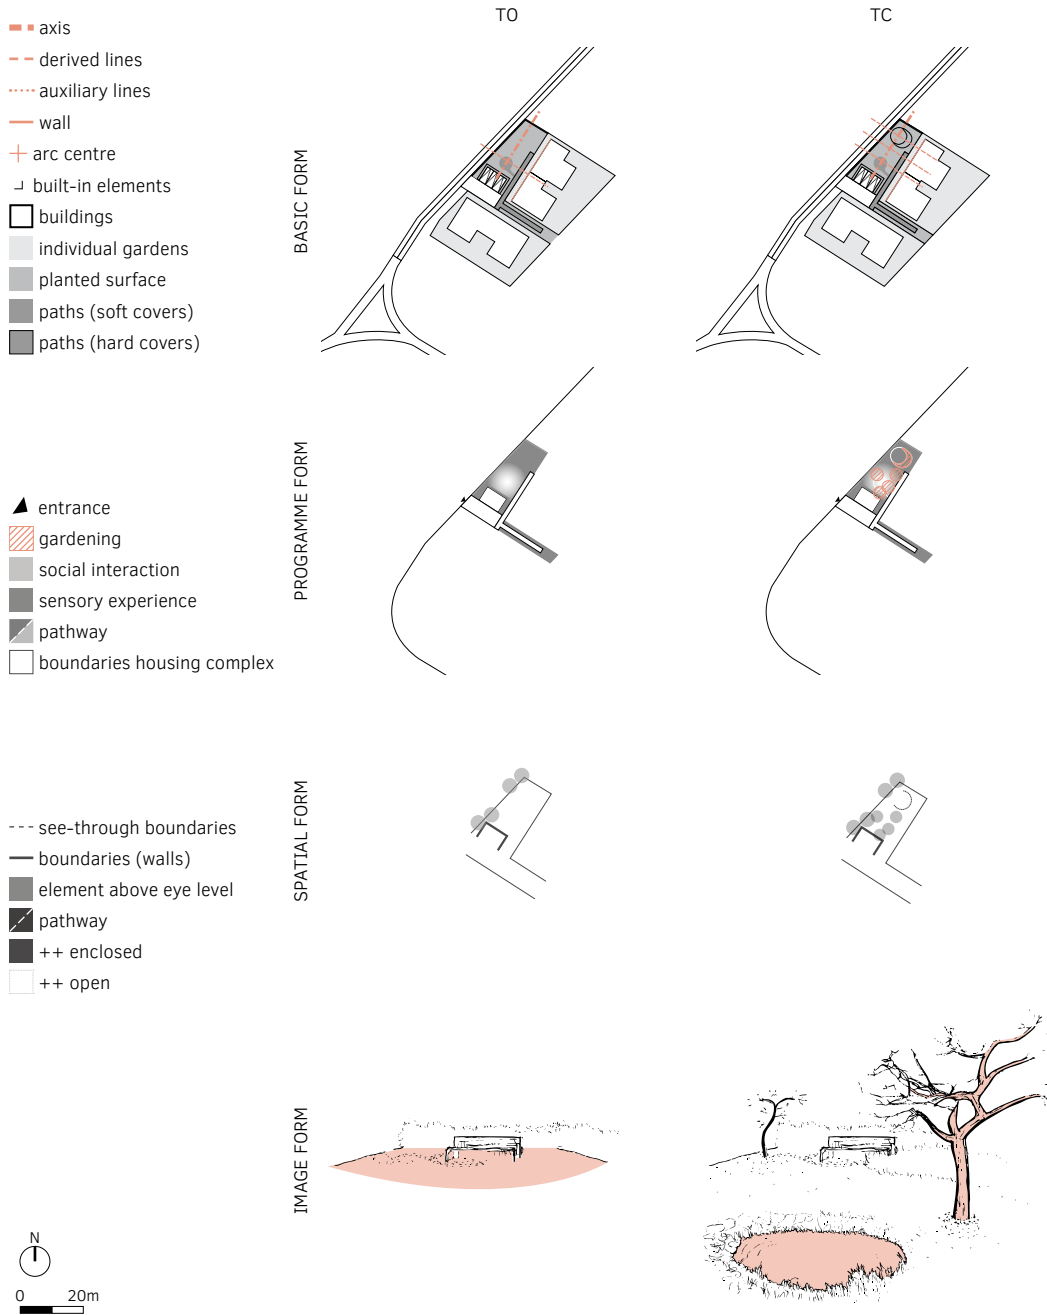 TO
TC
axis
derived lines
auxiliary lines
wall
arc centre
built-in elements
buildings
individual gardens
planted surface
paths (soft covers)
paths (hard covers)
BASIC FORM
entrance
gardening
social interaction
sensory experience
pathway
boundaries housing complex
PROGRAMME FORM
see-through boundaries
boundaries (walls)
element above eye level
pathway
++ enclosed
++ open
SPATIAL FORM
IMAGE FORM
N
0 20m